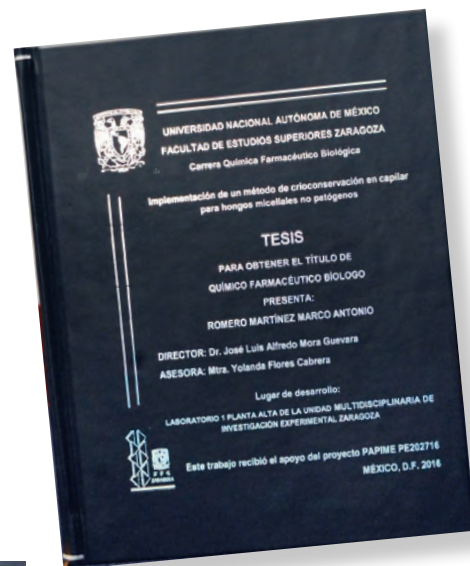 UNIVERSIDAD NACIONAL AUTÓNOMA DE MÉXICO
FACULTAD DE ESTUDIOS SUPERIORES ZARAGOZA
Carrera Química Farmacéutico Biológica
Implementación de un método de crioconservación en capilar
para hongos miceliales no patógenos
TESIS
PARA OBTENER EL TÍTULO DE
QUÍMICO FARMACÉUTICO BIOLOGO
PRESENTA:
ROMERO MARTÍNEZ MARCO ANTONIO
DIRECTOR: Dr. José Luis Alfredo Mora Guevara
ASESORA: Mtra. Yolanda Flores Cabrera
Lugar de desarrollo:
LABORATORIO 1 PLANTA ALTA DE LA UNIDAD MULTIDISCIPLINARIA DE
INVESTIGACIÓN EXPERIMENTAL ZARAGOZA
Este trabajo recibió el apoyo del proyecto PAPIME PE202716
MÉXICO, D.F. 2016